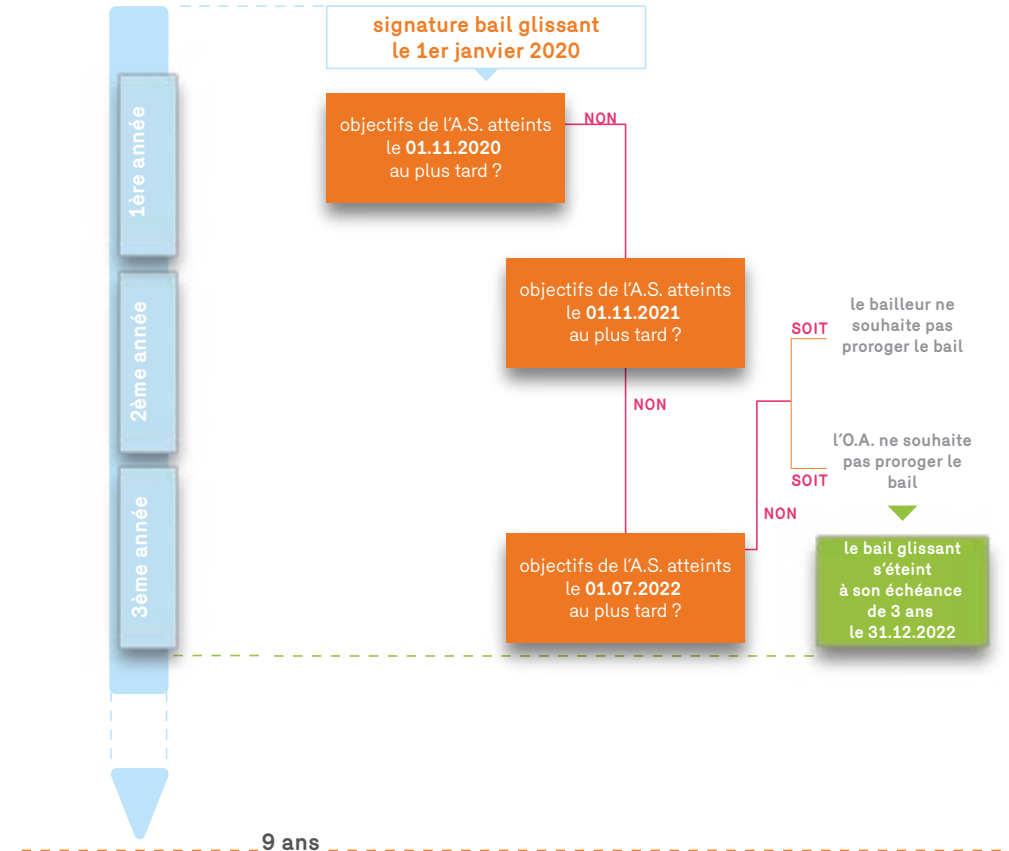 signature bail glissant
le 1er janvier 2020
1ère année
objectifs de l'A.S. atteints
le 01.11.2020
au plus tard ?
NON
2ème année
objectifs de l'A.S. atteints
le 01.11.2021
au plus tard ?
NON
SOIT
le bailleur ne
souhaite pas
proroger le bail
l'O.A. ne souhaite
pas proroger le
bail
SOIT
NON
3ème année
objectifs de l'A.S. atteints
le 01.07.2022
au plus tard ?
le bail glissant
s'éteint
à son échéance
de 3 ans
le 31.12.2022
9 ans